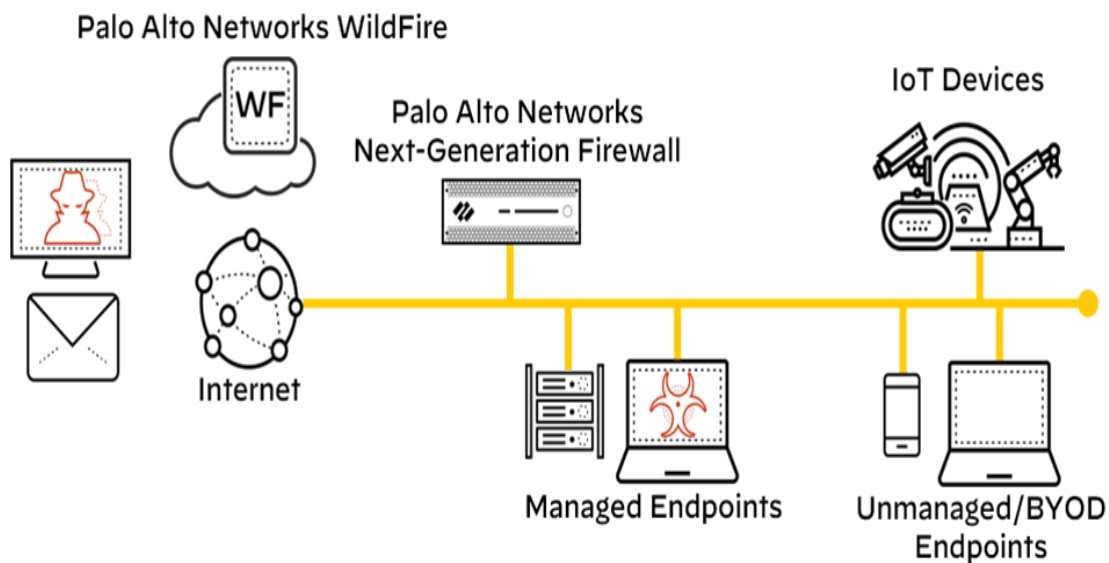 Palo Alto Networks WildFire
WF
Palo Alto Networks
Next-Generation Firewall
IoT Devices
Internet
Managed Endpoints
Unmanaged/BYOD
Endpoints